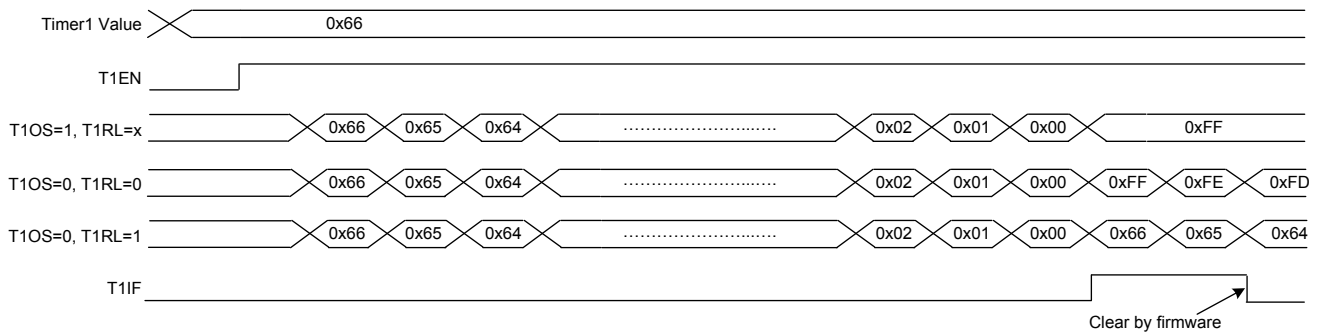 Timer1 Value 0x66
T1EN
T1OS=1, T1RL=x 0x66 0x65 0x64 ........................ 0x02 0x01 0x00 0xFF
T1OS=0, T1RL=0 0x66 0x65 0x64 ........................ 0x02 0x01 0x00 0xFF 0xFE 0xFD
T1OS=0, T1RL=1 0x66 0x65 0x64 ........................ 0x02 0x01 0x00 0x66 0x65 0x64
T1IF
Clear by firmware